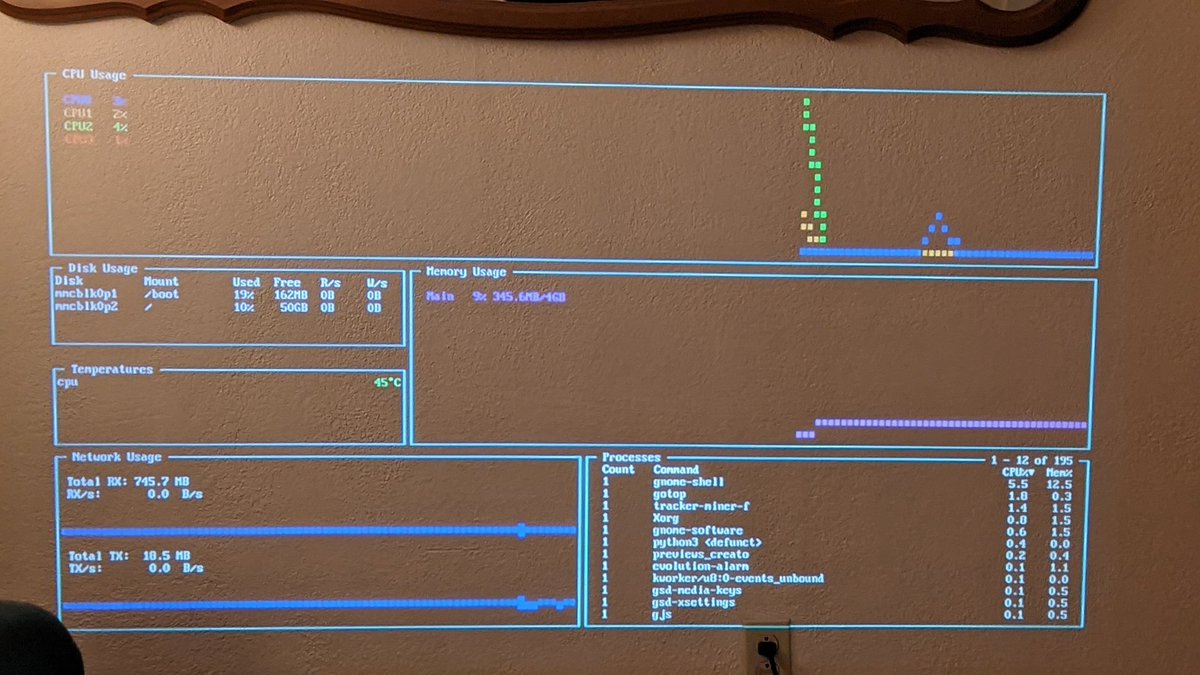 CPU Usage
CPU0 3%
CPU1 2%
CPU2 4%
CPU3 1%
Disk Usage
Disk Mount Used Free R/s W/s
mmcblk0p1 /boot 19% 162MB 0B 0B
mmcblk0p2 / 10% 50GB 0B 0B
Memory Usage
Main 9% 345.6MB/4GB
Temperatures
cpu 45°C
Network Usage
Total RX: 745.7 MB
RX/s: 0.0 B/s
Total TX: 18.5 MB
TX/s: 0.0 B/s
Processes 1 - 12 of 195
Count Command CPU%▼ Mem%
1 gnome-shell 5.5 12.5
1 gotop 1.8 0.3
1 tracker-miner-f 1.4 1.5
1 Xorg 0.8 1.5
1 gnome-software 0.6 1.5
1 python3 <defunct> 0.4 0.0
1 previews_creato 0.2 0.4
1 evolution-alarm 0.1 1.1
1 kworker/u8:0-events_unbound 0.1 0.0
1 gsd-media-keys 0.1 0.5
1 gsd-xsettings 0.1 0.5
1 gjs 0.1 0.5